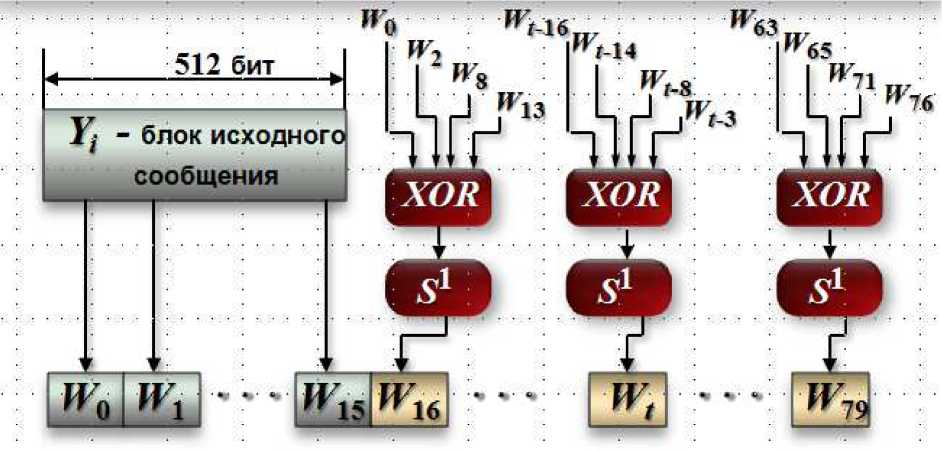 512 бит
Yᵢ - блок исходного
сообщения
W₀
W₂
W₈
W₁₃
Wₜ₋₁₆
Wₜ₋₁₄
Wₜ₋₈
Wₜ₋₃
W₆₃
W₆₅
W₇₁
W₇₆
XOR
XOR
XOR
S¹
S¹
S¹
W₀ W₁ . . . W₁₅ W₁₆ . . . Wₜ . . . W₇₉